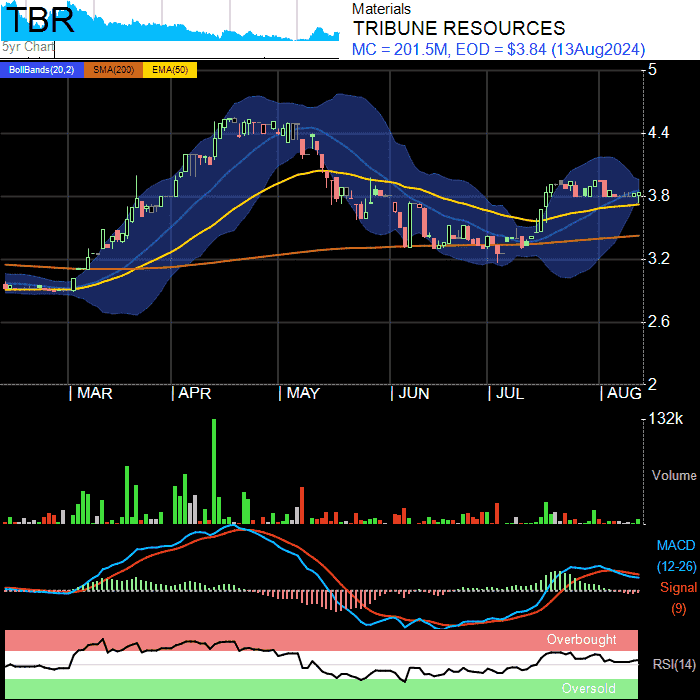 TBR
5yr Chart
Materials
TRIBUNE RESOURCES
MC = 201.5M, EOD = $3.84 (13Aug2024)
BollBands(20,2) SMA(200) EMA(50)
5
4.4
3.8
3.2
2.6
2
| MAR | APR | MAY | JUN | JUL | AUG
132k
Volume
MACD
(12-26)
Signal
(9)
Overbought
RSI(14)
Oversold